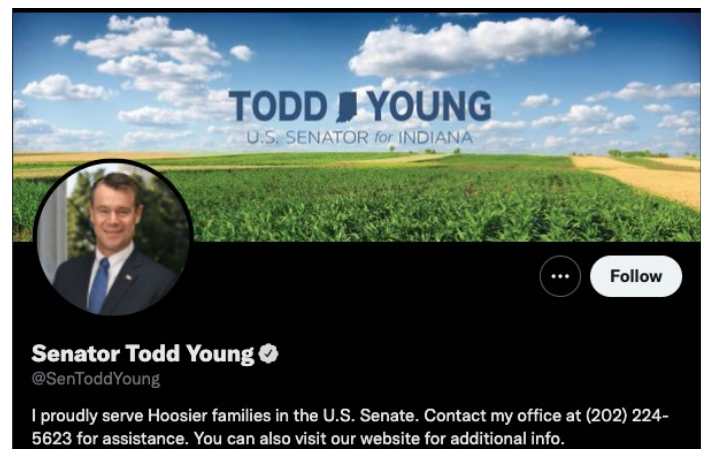 TODD YOUNG
U.S. SENATOR for INDIANA
Follow
Senator Todd Young
@SenToddYoung
I proudly serve Hoosier families in the U.S. Senate. Contact my office at (202) 224-
5623 for assistance. You can also visit our website for additional info.